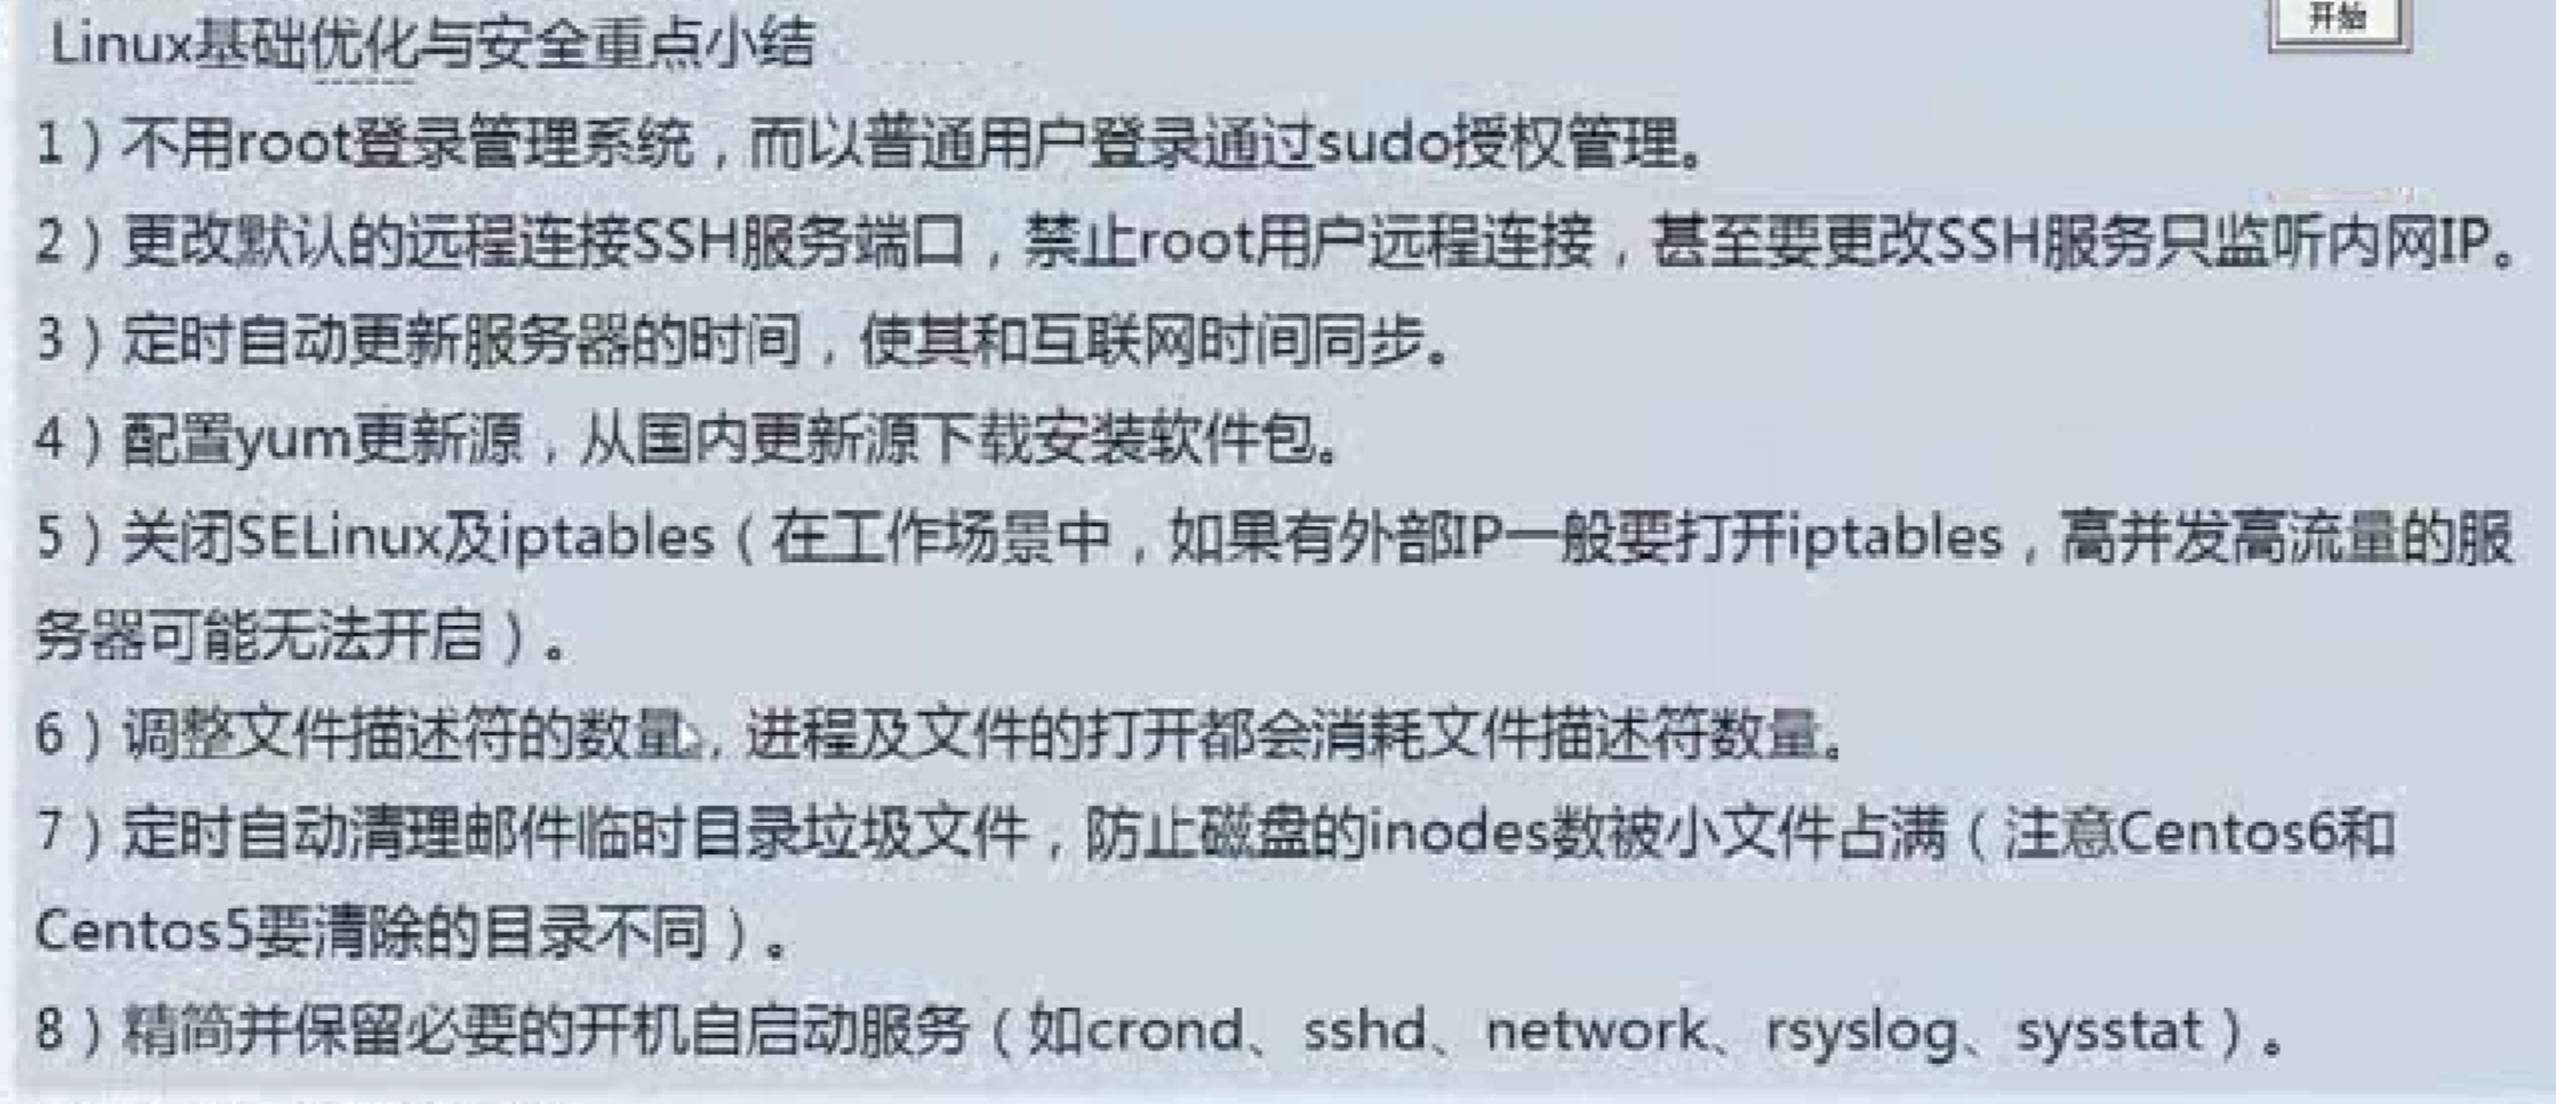 Linux基础优化与安全重点小结
开始
1）不用root登录管理系统，而以普通用户登录通过sudo授权管理。
2）更改默认的远程连接SSH服务端口，禁止root用户远程连接，甚至要更改SSH服务只监听内网IP。
3）定时自动更新服务器的时间，使其和互联网时间同步。
4）配置yum更新源，从国内更新源下载安装软件包。
5）关闭SELinux及iptables（在工作场景中，如果有外部IP一般要打开iptables，高并发高流量的服
务器可能无法开启）。
6）调整文件描述符的数量，进程及文件的打开都会消耗文件描述符数量。
7）定时自动清理邮件临时目录垃圾文件，防止磁盘的inodes数被小文件占满（注意Centos6和
Centos5要清除的目录不同）。
8）精简并保留必要的开机自启动服务（如crond、sshd、network、rsyslog、sysstat）。